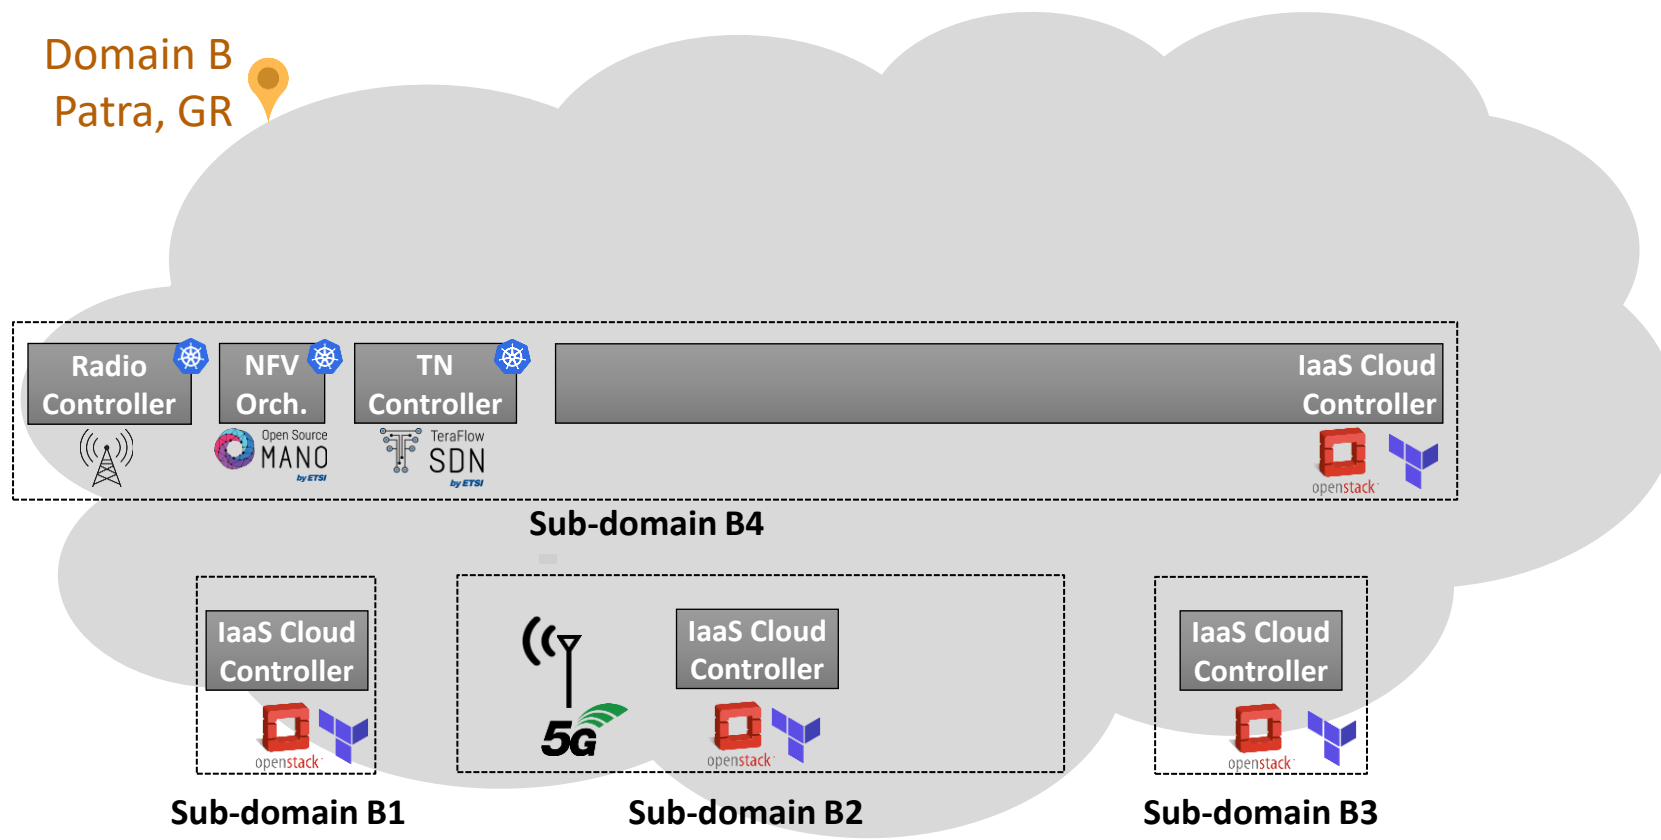 Domain B
Patra, GR
Radio
Controller
NFV
Orch.
Open Source
MANO
by ETSI
TN
Controller
TeraFlow
SDN
by ETSI
IaaS Cloud
Controller
openstack
Sub-domain B4
IaaS Cloud
Controller
openstack
Sub-domain B1
5G
IaaS Cloud
Controller
openstack
Sub-domain B2
IaaS Cloud
Controller
openstack
Sub-domain B3